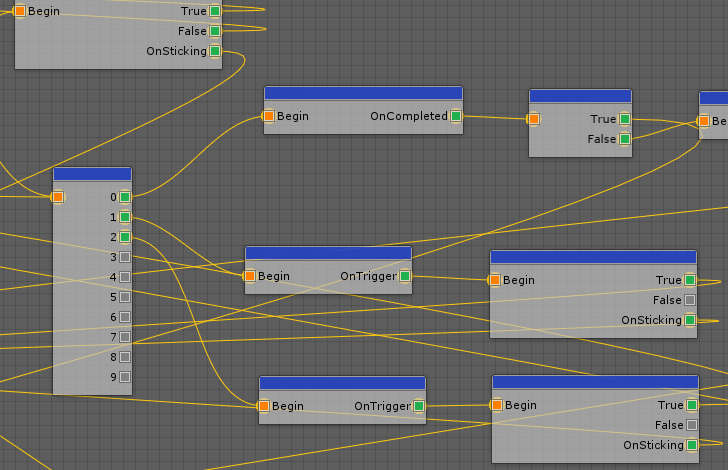 Begin True
False
OnSticking
Begin OnCompleted
True
False
Be
0
1
2
3
4
5
6
7
8
9
Begin OnTrigger
Begin True
False
OnSticking
Begin OnTrigger
Begin True
False
OnSticking